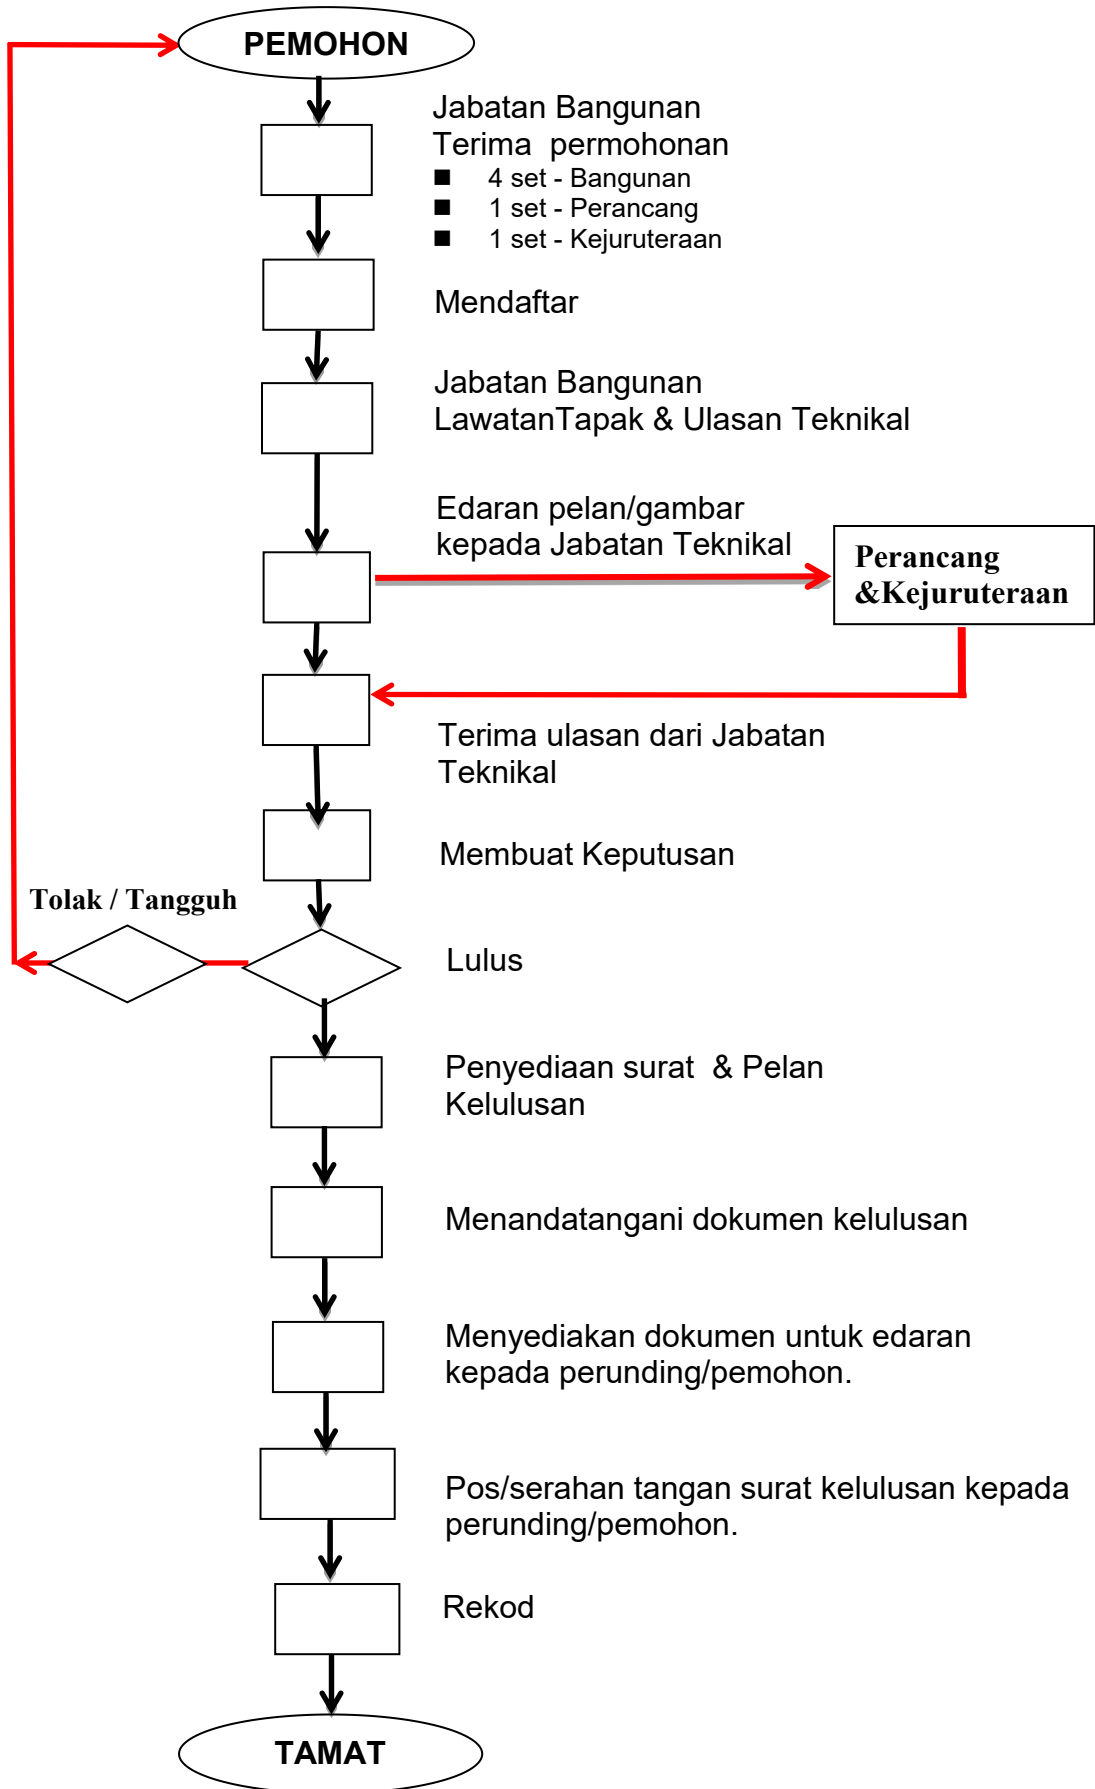 PEMOHON
Jabatan Bangunan
Terima  permohonan
■ 4 set - Bangunan
■ 1 set - Perancang
■ 1 set - Kejuruteraan
Mendaftar
Jabatan Bangunan
LawatanTapak & Ulasan Teknikal
Edaran pelan/gambar
kepada Jabatan Teknikal
Perancang
&Kejuruteraan
Terima ulasan dari Jabatan
Teknikal
Membuat Keputusan
Tolak / Tangguh
Lulus
Penyediaan surat  & Pelan
Kelulusan
Menandatangani dokumen kelulusan
Menyediakan dokumen untuk edaran
kepada perunding/pemohon.
Pos/serahan tangan surat kelulusan kepada
perunding/pemohon.
Rekod
TAMAT